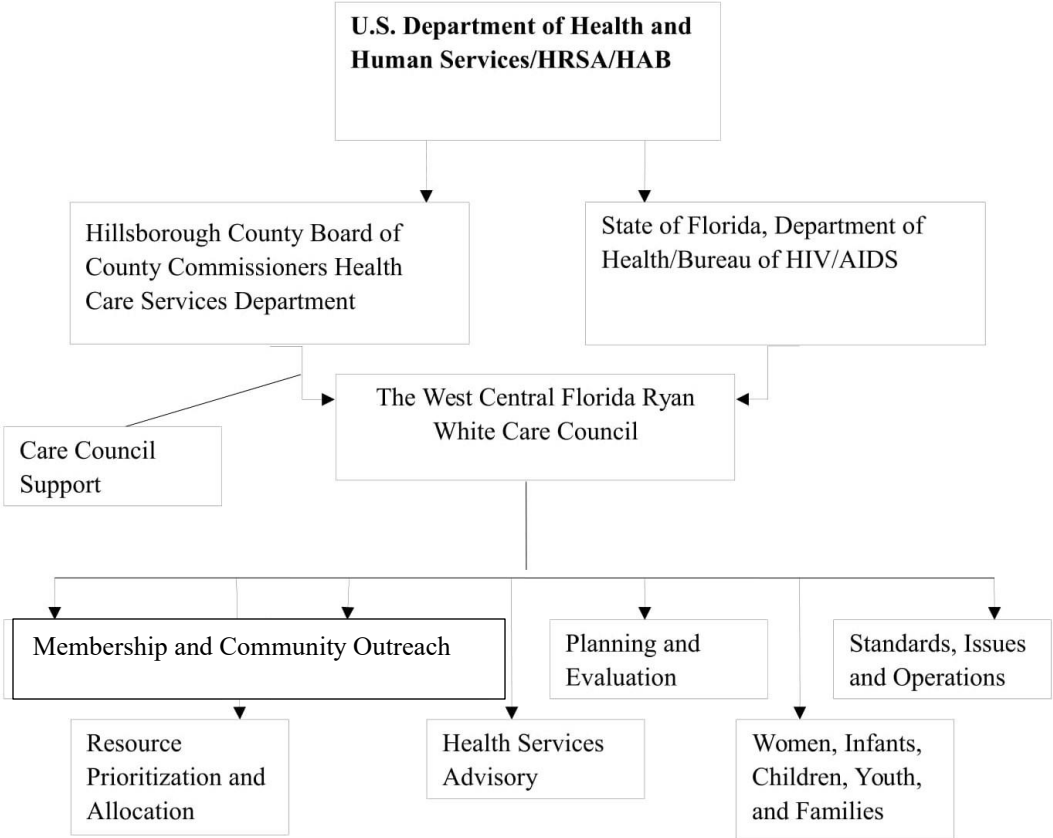 U.S. Department of Health and
Human Services/HRSA/HAB
Hillsborough County Board of
County Commissioners Health
Care Services Department
State of Florida, Department of
Health/Bureau of HIV/AIDS
The West Central Florida Ryan
White Care Council
Care Council
Support
Membership and Community Outreach
Planning and
Evaluation
Standards, Issues
and Operations
Resource
Prioritization and
Allocation
Health Services
Advisory
Women, Infants,
Children, Youth,
and Families